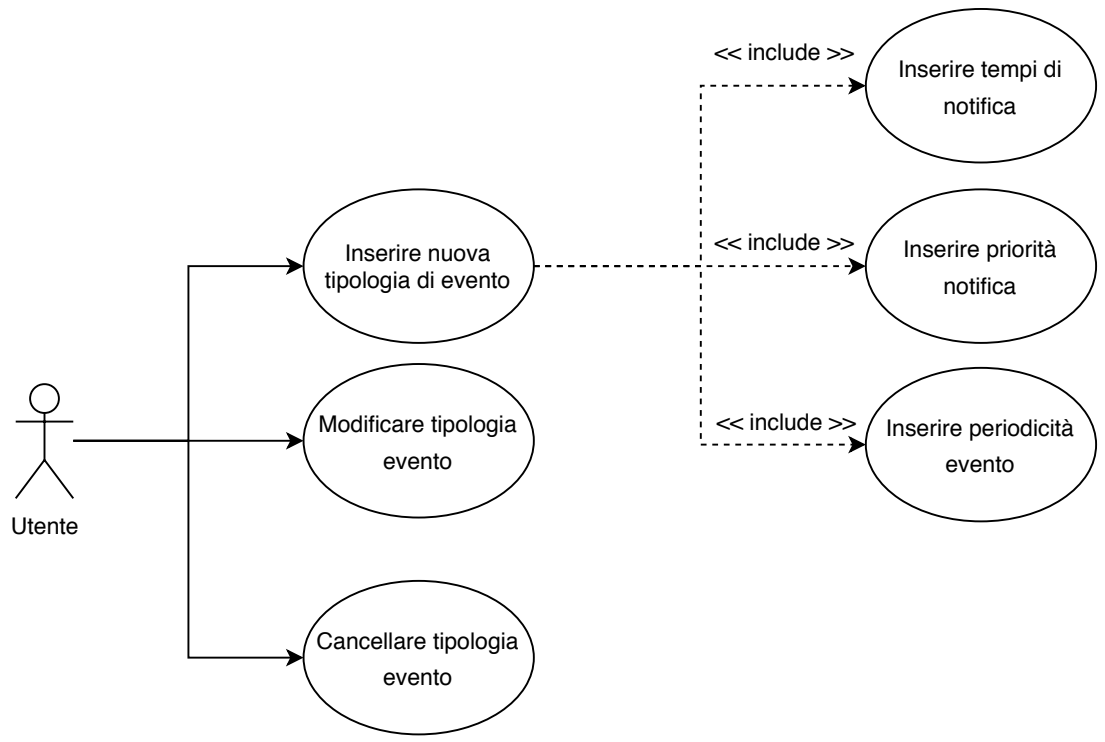 << include >>
Inserire tempi di
notifica
Inserire nuova
tipologia di evento
<< include >>
Inserire priorità
notifica
Modificare tipologia
evento
<< include >>
Inserire periodicità
evento
Utente
Cancellare tipologia
evento